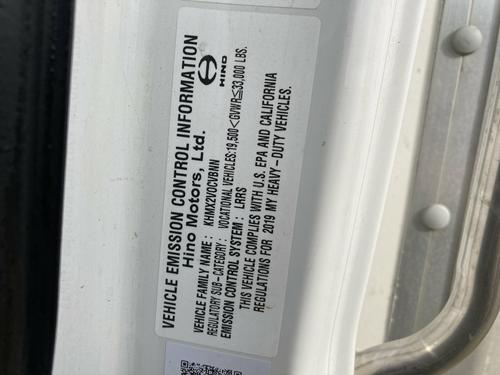 VEHICLE EMISSION CONTROL INFORMATION
Hino Motors, Ltd.
HINO
VEHICLE FAMILY NAME : KHMX2VOCVBNN
REGULATORY SUB-CATEGORY : VOCATIONAL VEHICLES:19,500<GVWR≦33,000 LBS.
EMISSION CONTROL SYSTEM : LRRS
THIS VEHICLE COMPLIES WITH U.S. EPA AND CALIFORNIA
REGULATIONS FOR 2019 MY HEAVY-DUTY VEHICLES.